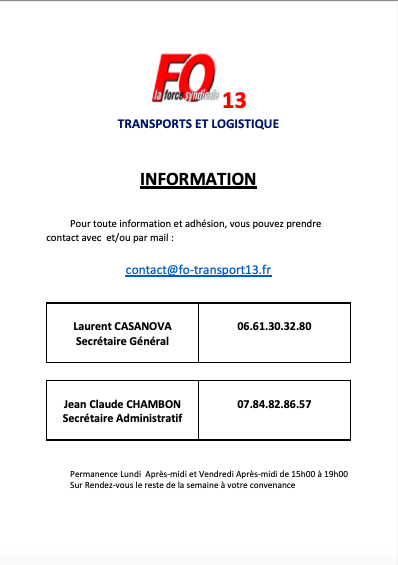 FO
la force syndicale
13
TRANSPORTS ET LOGISTIQUE
INFORMATION
Pour toute information et adhésion, vous pouvez prendre
contact avec et/ou par mail :
contact@fo-transport13.fr
Laurent CASANOVA
Secrétaire Général
06.61.30.32.80
Jean Claude CHAMBON
Secrétaire Administratif
07.84.82.86.57
Permanence Lundi Après-midi et Vendredi Après-midi de 15h00 à 19h00
Sur Rendez-vous le reste de la semaine à votre convenance